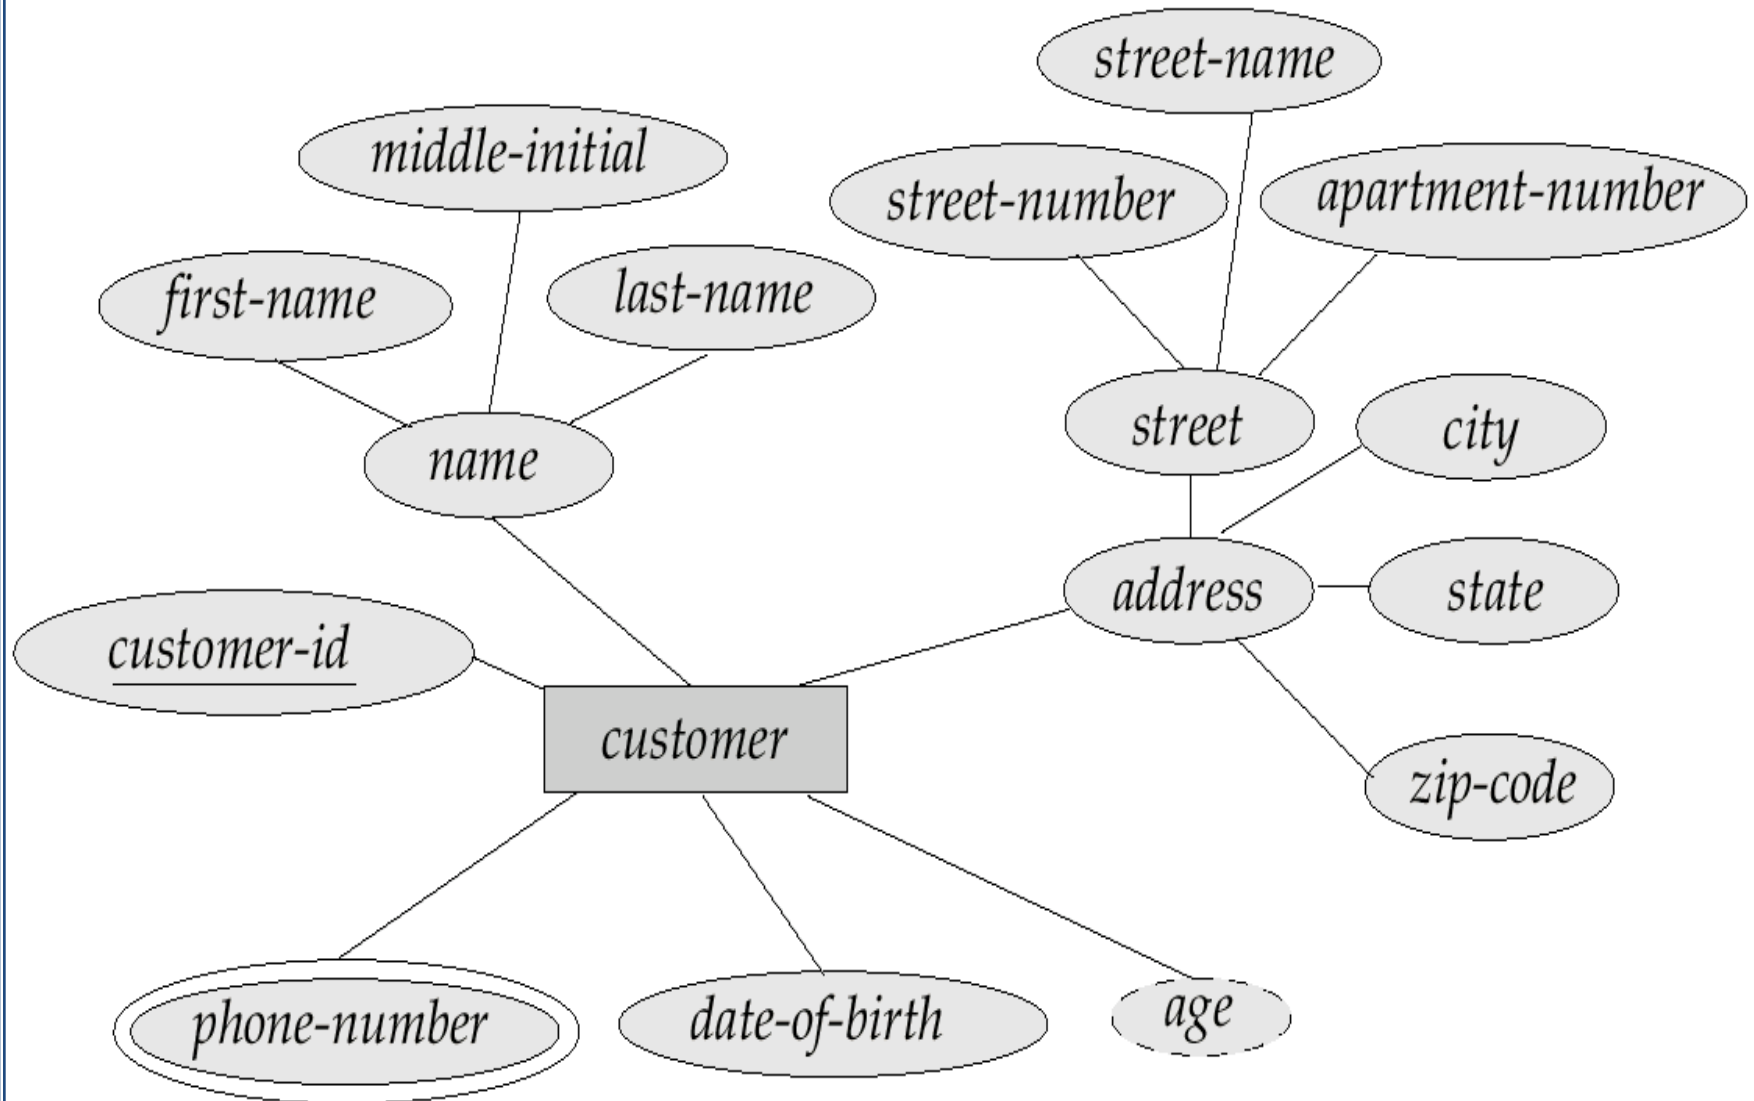 street-name
middle-initial
street-number
apartment-number
first-name
last-name
street
city
name
address
state
customer-id
customer
zip-code
phone-number
date-of-birth
age